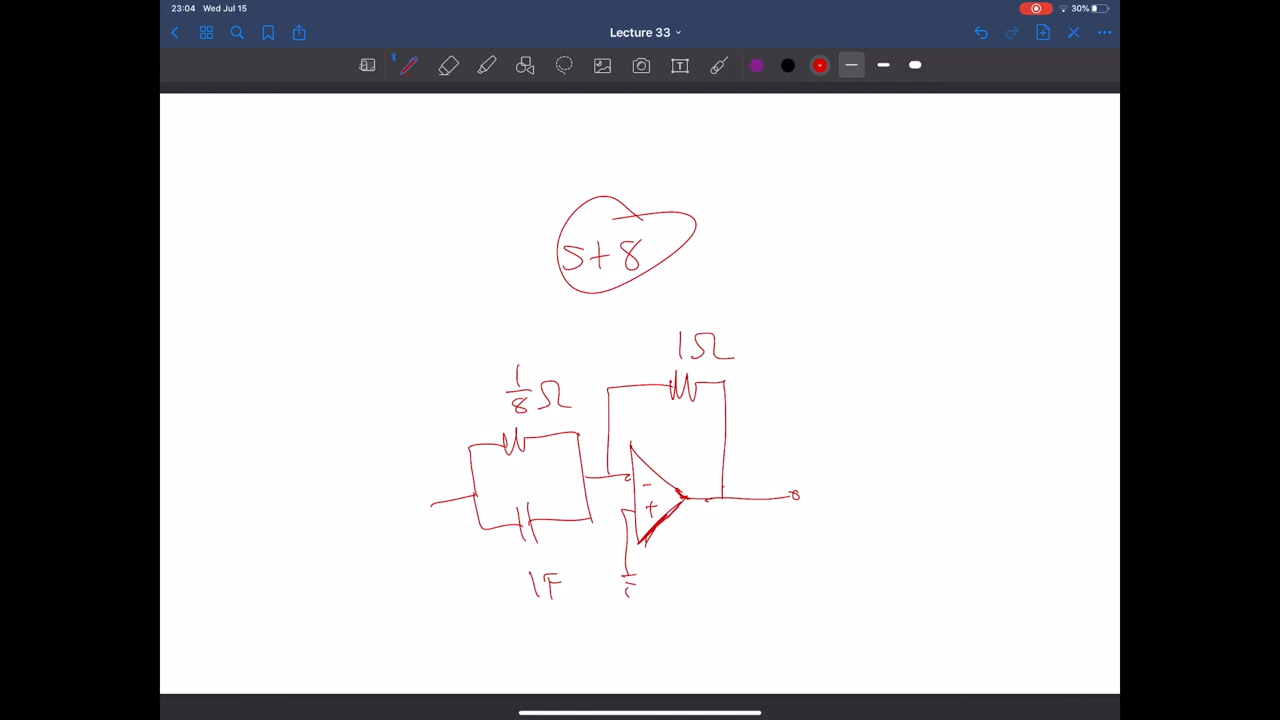 23:04 Wed Jul 15
30%
Lecture 33
T
s+8
1Ω
1/8 Ω
-
+
1F